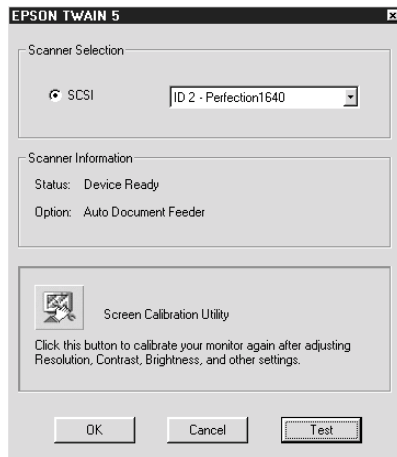 EPSON TWAIN 5
Scanner Selection
SCSI
ID 2 - Perfection1640
Scanner Information
Status: Device Ready
Option: Auto Document Feeder
Screen Calibration Utility
Click this button to calibrate your monitor again after adjusting
Resolution, Contrast, Brightness, and other settings.
OK Cancel Test